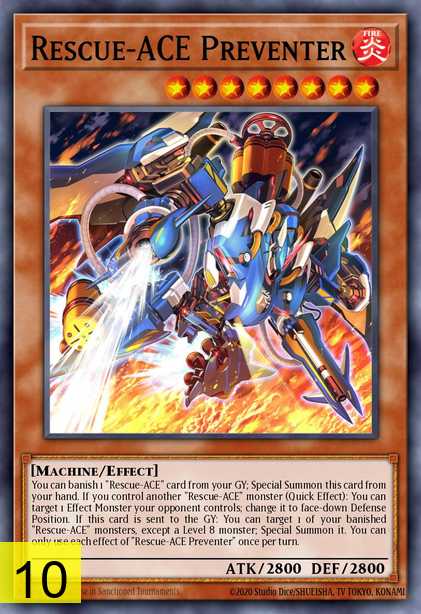 RESCUE-ACE PREVENTER
FIRE
炎
[MACHINE/EFFECT]
You can banish 1 "Rescue-ACE" card from your GY; Special Summon this card from
your hand. If you control another "Rescue-ACE" monster (Quick Effect): You can
target 1 Effect Monster your opponent controls; change it to face-down Defense
Position. If this card is sent to the GY: You can target 1 of your banished
"Rescue-ACE" monsters, except a Level 8 monster; Special Summon it. You can
only use each effect of "Rescue-ACE Preventer" once per turn.
ATK/2800 DEF/2800
10
use in Sanctioned Tournaments
©2020 Studio Dice/SHUEISHA, TV TOKYO, KONAMI